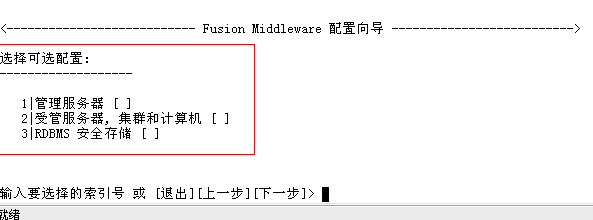 <---------------------------- Fusion Middleware 配置向导 --------------------------->
选择可选配置:
-------------------
1|管理服务器 [ ]
2|受管服务器, 集群和计算机 [ ]
3|RDBMS 安全存储 [ ]
输入要选择的索引号 或 [退出][上一步][下一步]>
就绪